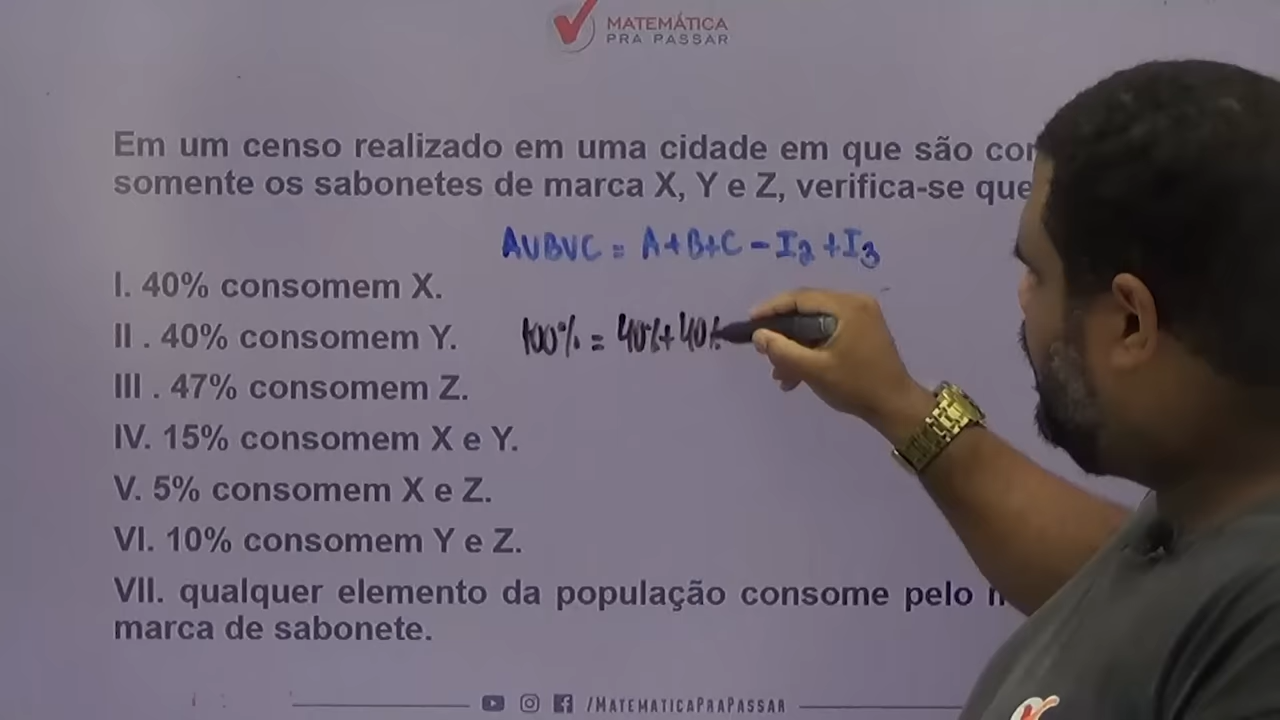 MATEMÁTICA
PRA PASSAR
Em um censo realizado em uma cidade em que são
somente os sabonetes de marca X, Y e Z, verifica-se que
AUBUC = A+B+C - I2 + I3
I. 40% consomem X.
II . 40% consomem Y.
100% = 40%+40%
III . 47% consomem Z.
IV. 15% consomem X e Y.
V. 5% consomem X e Z.
VI. 10% consomem Y e Z.
VII. qualquer elemento da população consome pelo
marca de sabonete.
/MATEMATICAPRAPASSAR